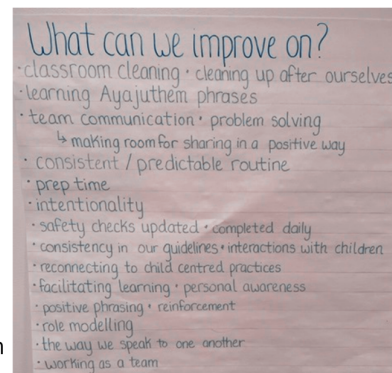 What can we improve on?
· classroom cleaning · cleaning up after ourselves
· learning Ayajuthem phrases
· team communication · problem solving
↳ making room for sharing in a positive way
· consistent / predictable routine
· prep time
· intentionality
· safety checks updated · completed daily
· consistency in our guidelines · interactions with children
· reconnecting to child centred practices
· facilitating learning · personal awareness
· positive phrasing · reinforcement
· role modelling
· the way we speak to one another
· working as a team